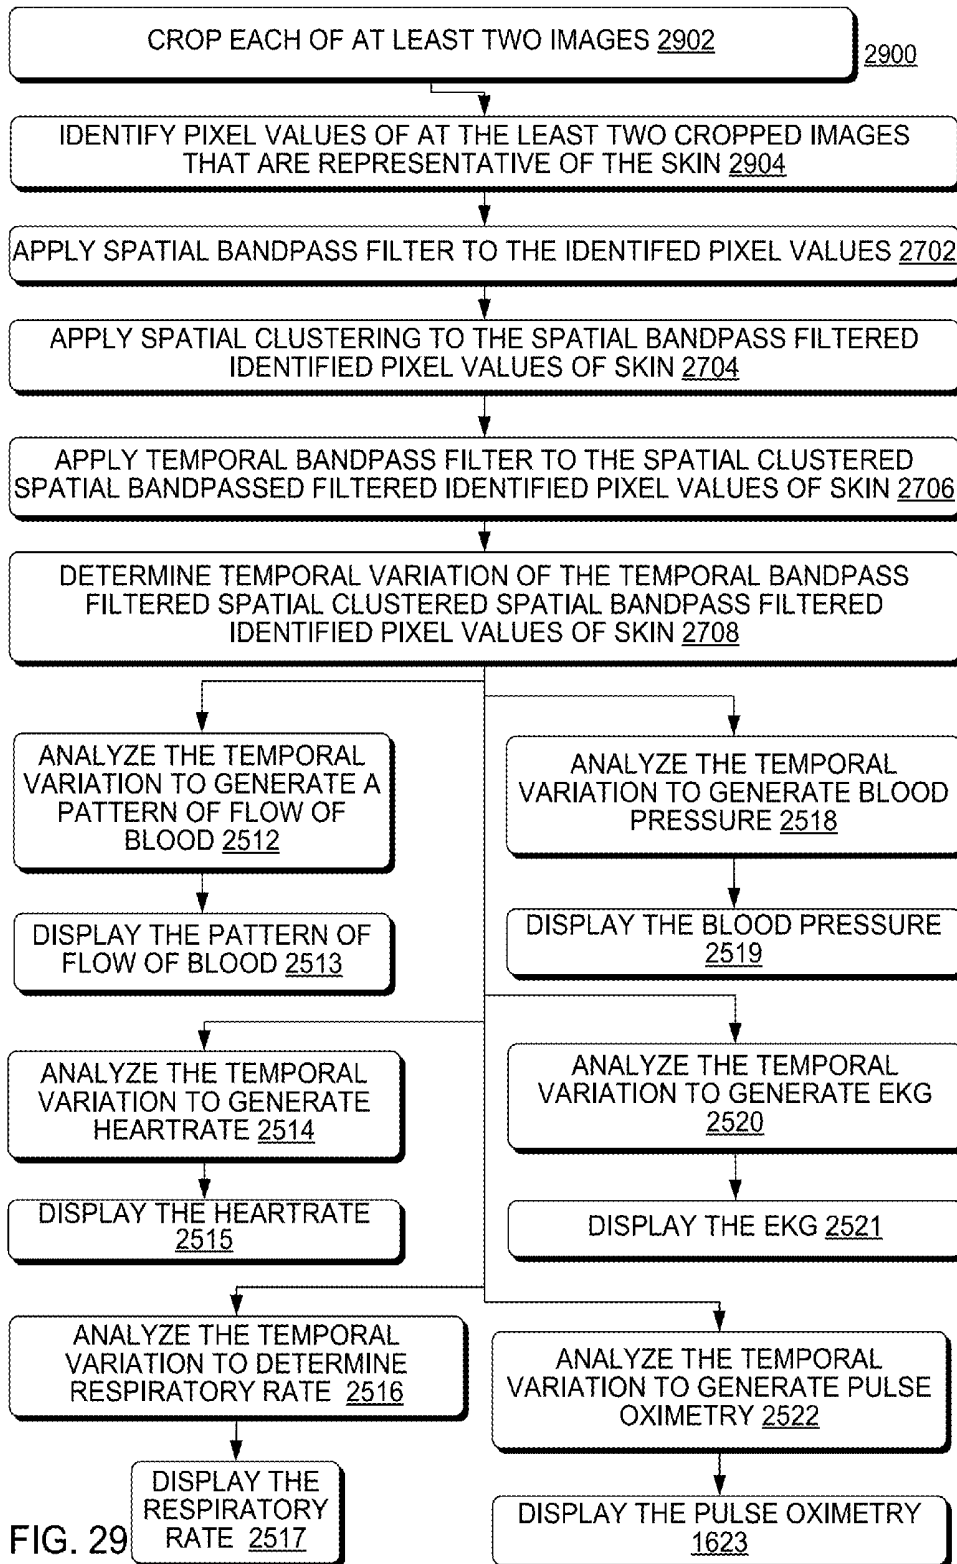 CROP EACH OF AT LEAST TWO IMAGES 2902
2900
IDENTIFY PIXEL VALUES OF AT THE LEAST TWO CROPPED IMAGES
THAT ARE REPRESENTATIVE OF THE SKIN 2904
APPLY SPATIAL BANDPASS FILTER TO THE IDENTIFED PIXEL VALUES 2702
APPLY SPATIAL CLUSTERING TO THE SPATIAL BANDPASS FILTERED
IDENTIFIED PIXEL VALUES OF SKIN 2704
APPLY TEMPORAL BANDPASS FILTER TO THE SPATIAL CLUSTERED
SPATIAL BANDPASSED FILTERED IDENTIFIED PIXEL VALUES OF SKIN 2706
DETERMINE TEMPORAL VARIATION OF THE TEMPORAL BANDPASS
FILTERED SPATIAL CLUSTERED SPATIAL BANDPASS FILTERED
IDENTIFIED PIXEL VALUES OF SKIN 2708
ANALYZE THE TEMPORAL
VARIATION TO GENERATE A
PATTERN OF FLOW OF
BLOOD 2512
ANALYZE THE TEMPORAL
VARIATION TO GENERATE BLOOD
PRESSURE 2518
DISPLAY THE PATTERN OF
FLOW OF BLOOD 2513
DISPLAY THE BLOOD PRESSURE
2519
ANALYZE THE TEMPORAL
VARIATION TO GENERATE
HEARTRATE 2514
ANALYZE THE TEMPORAL
VARIATION TO GENERATE EKG
2520
DISPLAY THE HEARTRATE
2515
DISPLAY THE EKG 2521
ANALYZE THE TEMPORAL
VARIATION TO DETERMINE
RESPIRATORY RATE 2516
ANALYZE THE TEMPORAL
VARIATION TO GENERATE PULSE
OXIMETRY 2522
DISPLAY THE
RESPIRATORY
RATE 2517
DISPLAY THE PULSE OXIMETRY
1623
FIG. 29